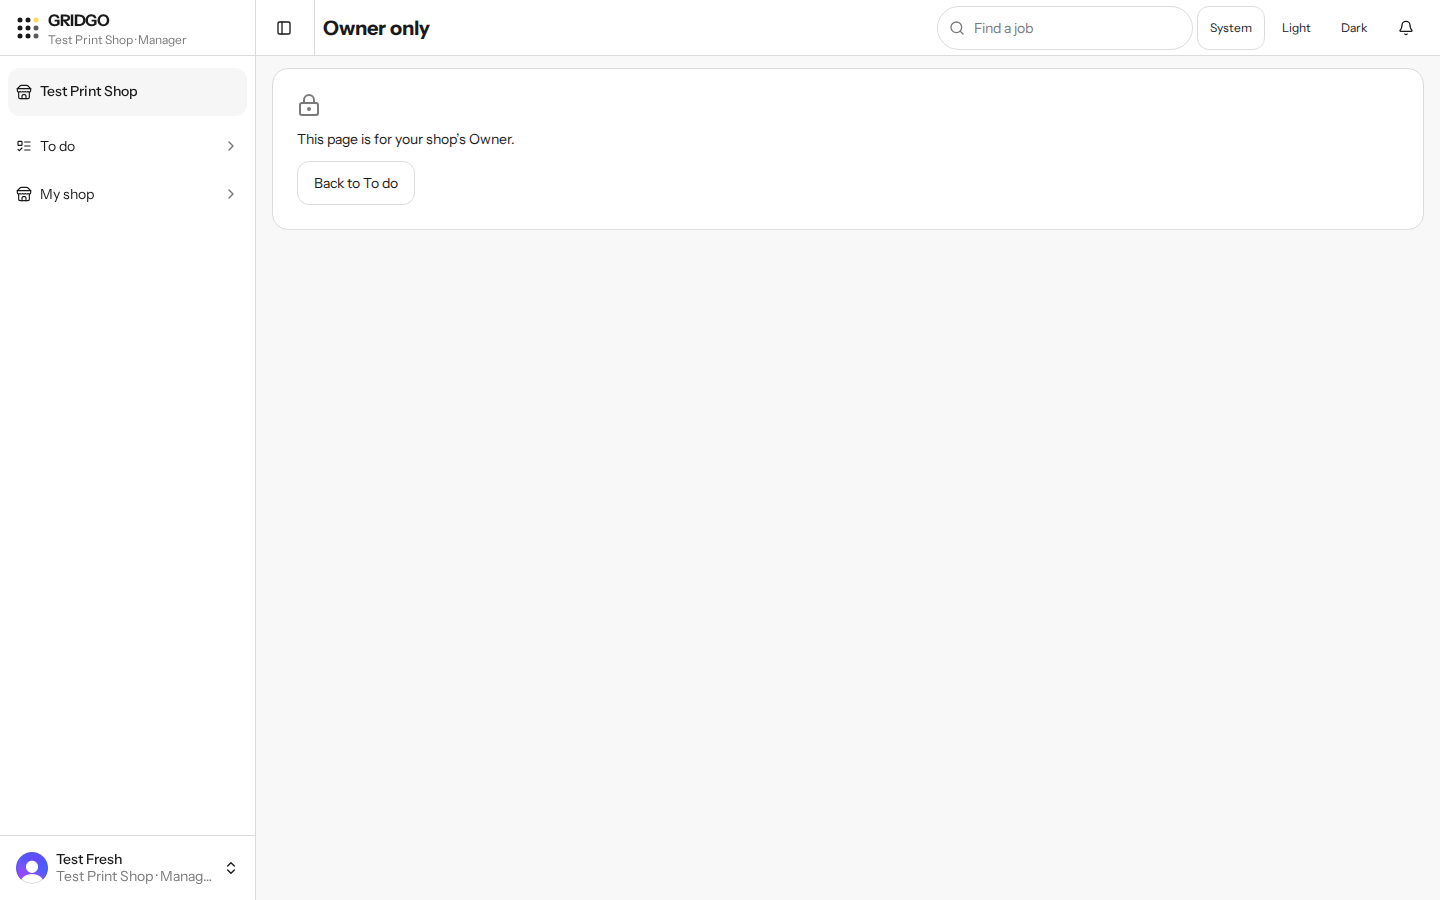 GRIDGO
Test Print Shop·Manager
Owner only
Find a job
System
Light
Dark
Test Print Shop
To do
My shop
This page is for your shop's Owner.
Back to To do
Test Fresh
Test Print Shop·Manag...